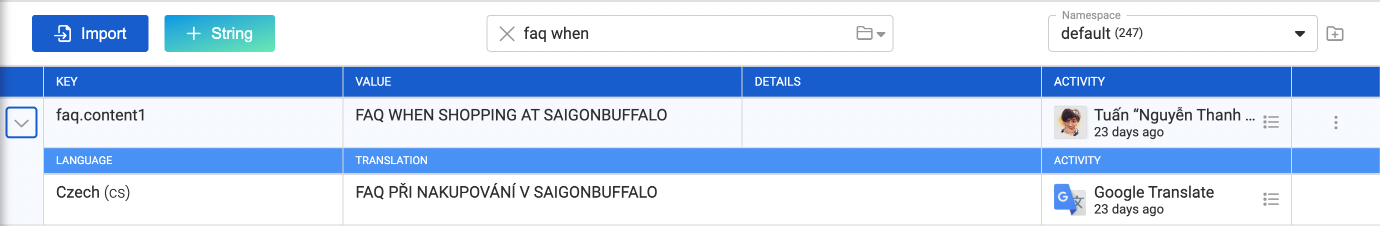 Import
String
faq when
Namespace
default (247)
KEY
VALUE
DETAILS
ACTIVITY
faq.content1
FAQ WHEN SHOPPING AT SAIGONBUFFALO
Tuấn “Nguyễn Thanh ...
23 days ago
LANGUAGE
TRANSLATION
ACTIVITY
Czech (cs)
FAQ PŘI NAKUPOVÁNÍ V SAIGONBUFFALO
Google Translate
23 days ago